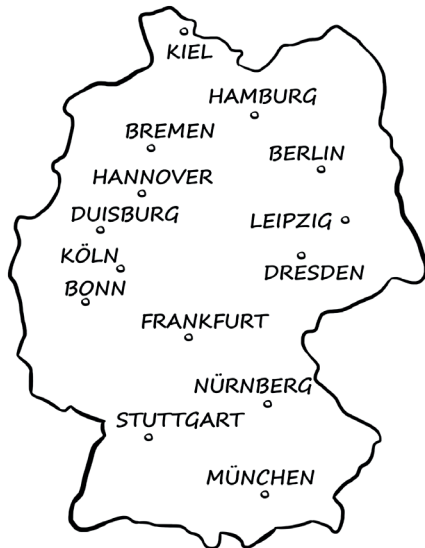 KIEL
HAMBURG
BREMEN
BERLIN
HANNOVER
DUISBURG
LEIPZIG
KÖLN
DRESDEN
BONN
FRANKFURT
NÜRNBERG
STUTTGART
MÜNCHEN